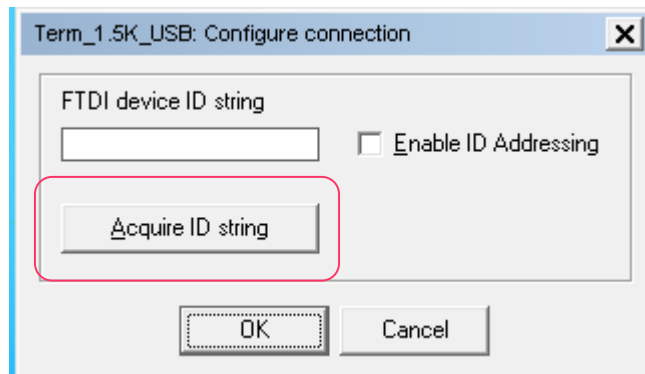 Term_1.5K_USB: Configure connection
FTDI device ID string
Enable ID Addressing
Acquire ID string
OK Cancel